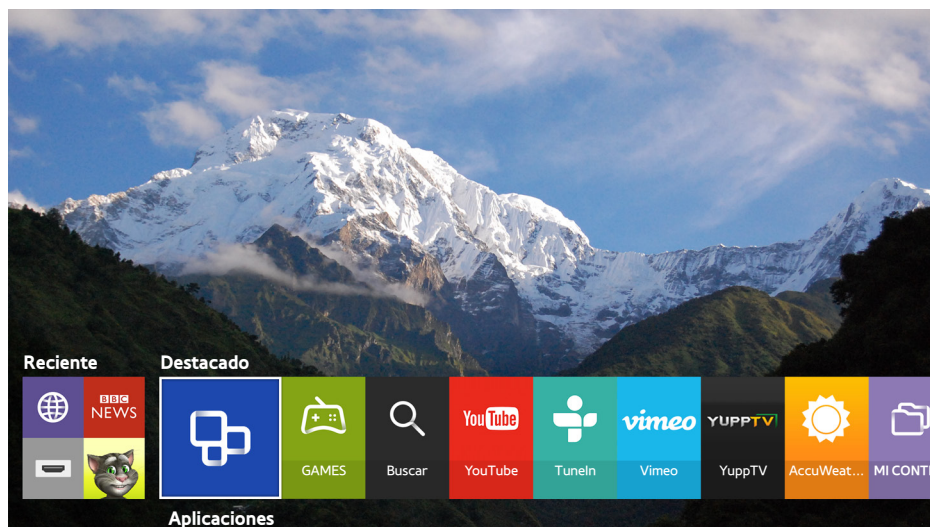 Reciente
Destacado
BBC
NEWS
YouTube
vimeo
YUPPTV
GAMES
Buscar
YouTube
TuneIn
Vimeo
YuppTV
AccuWeat...
MI CONT
Aplicaciones